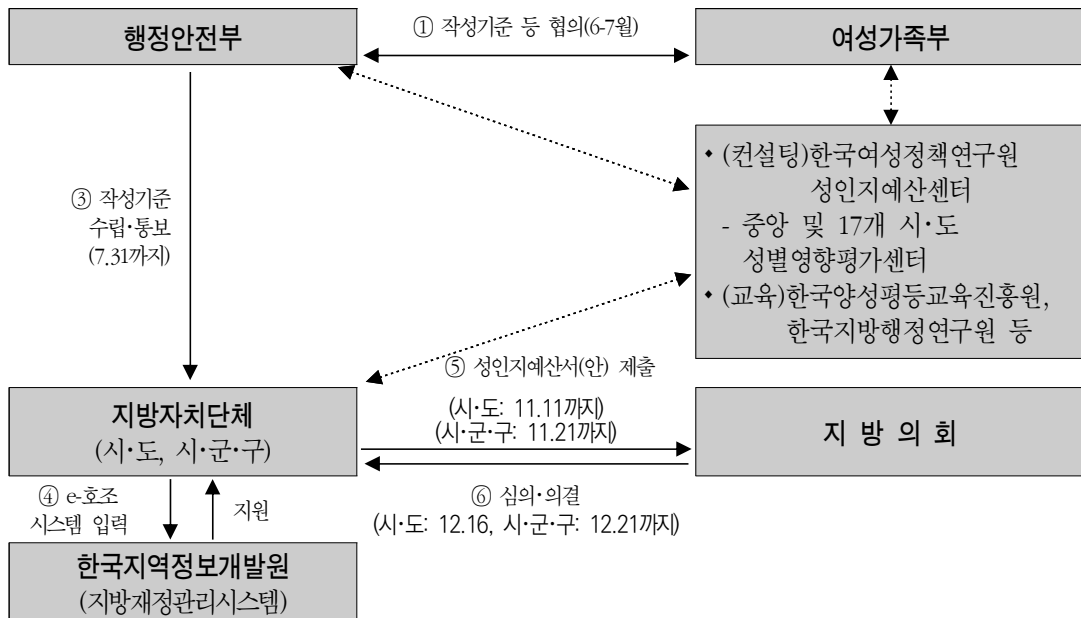 행정안전부
① 작성기준 등 협의(6-7월)
여성가족부
③ 작성기준
수립·통보
(7.31까지)
◆ (컨설팅)한국여성정책연구원
성인지예산센터
- 중앙 및 17개 시·도
성별영향평가센터
◆ (교육)한국양성평등교육진흥원,
한국지방행정연구원 등
⑤ 성인지예산서(안) 제출
(시·도: 11.11까지)
(시·군·구: 11.21까지)
지방자치단체
(시·도, 시·군·구)
지 방 의 회
④ e-호조
시스템 입력
지원
⑥ 심의·의결
(시·도: 12.16, 시·군·구: 12.21까지)
한국지역정보개발원
(지방재정관리시스템)